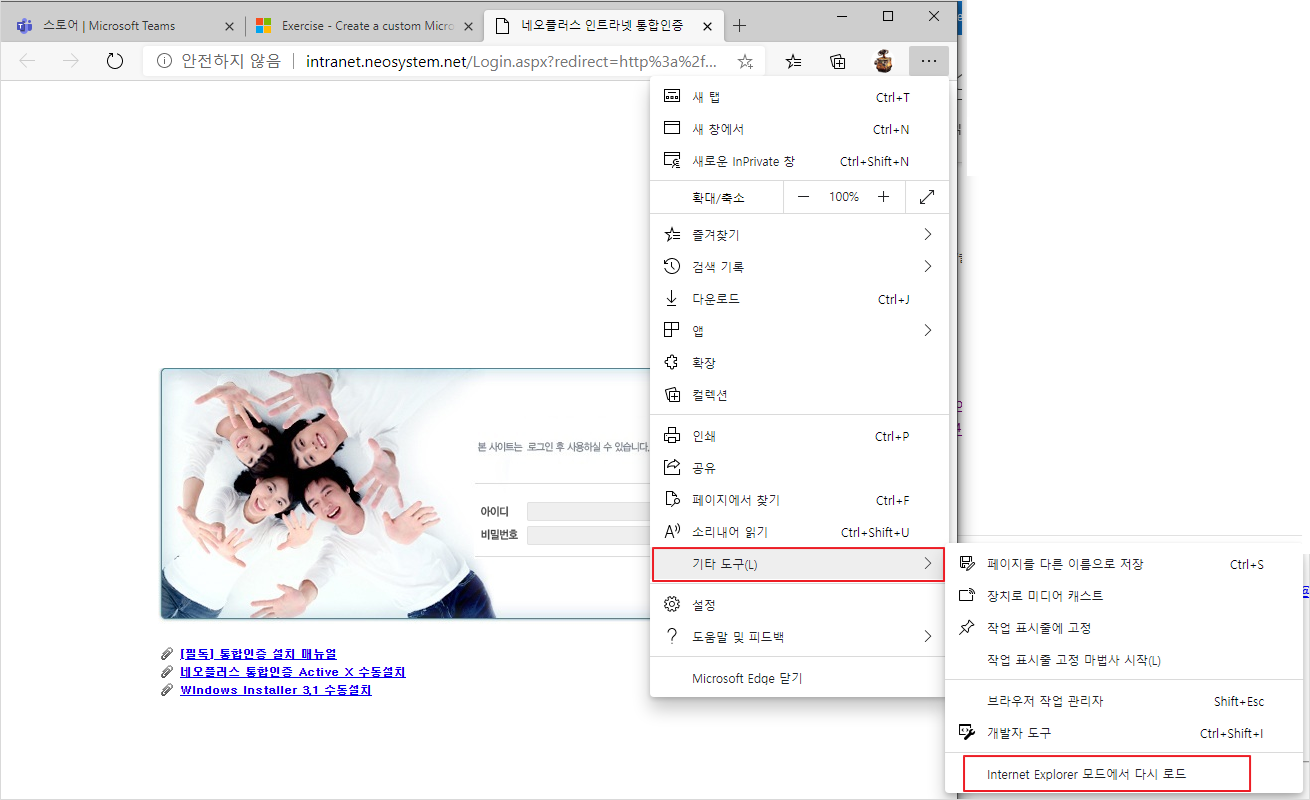 스토어 | Microsoft Teams
Exercise - Create a custom Micro
네오플러스 인트라넷 통합인증
안전하지 않음
intranet.neosystem.net/Login.aspx?redirect=http%3a%2f...
새 탭 Ctrl+T
새 창에서 Ctrl+N
새로운 InPrivate 창 Ctrl+Shift+N
확대/축소 100%
즐겨찾기
검색 기록
다운로드 Ctrl+J
앱
확장
컬렉션
인쇄 Ctrl+P
공유
페이지에서 찾기 Ctrl+F
소리내어 읽기 Ctrl+Shift+U
기타 도구(L)
설정
도움말 및 피드백
Microsoft Edge 닫기
본 사이트는 로그인 후 사용하실 수 있습니다.
아이디
비밀번호
[필독] 통합인증 설치 매뉴얼
네오플러스 통합인증 Active X 수동설치
Windows Installer 3.1 수동설치
페이지를 다른 이름으로 저장 Ctrl+S
장치로 미디어 캐스트
작업 표시줄에 고정
작업 표시줄 고정 마법사 시작(L)
브라우저 작업 관리자 Shift+Esc
개발자 도구 Ctrl+Shift+I
Internet Explorer 모드에서 다시 로드